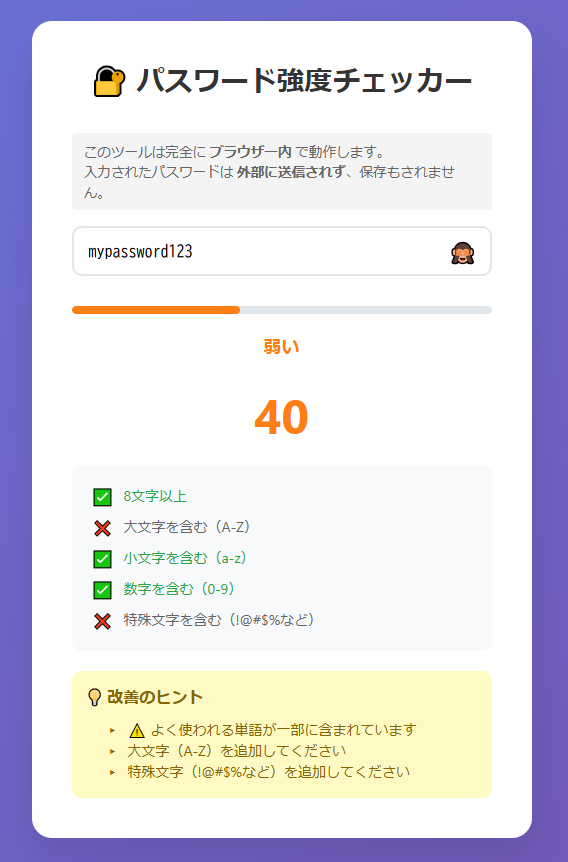 🔐 パスワード強度チェッカー
このツールは完全に ブラウザー内 で動作します。
入力されたパスワードは 外部に送信されず、保存もされませ
ん。
mypassword123
弱い
40
8文字以上
大文字を含む（A-Z）
小文字を含む（a-z）
数字を含む（0-9）
特殊文字を含む（!@#$%など）
💡 改善のヒント
‣ ⚠️ よく使われる単語が一部に含まれています
‣ 大文字（A-Z）を追加してください
‣ 特殊文字（!@#$%など）を追加してください